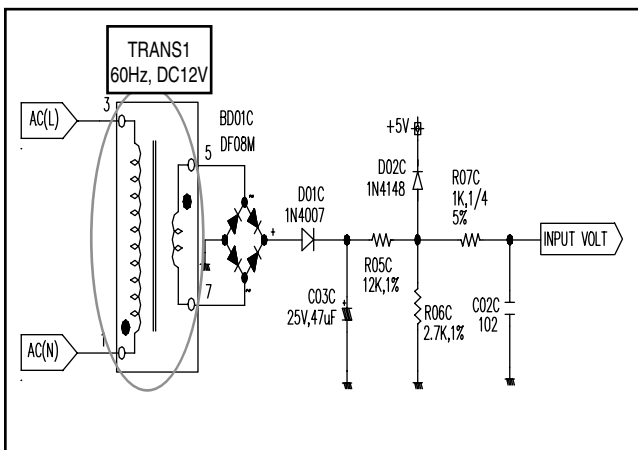 TRANS1
60Hz, DC12V
AC(L)
3
BD01C
DF08M
5
~
+
D01C
1N4007
+5V
D02C
1N4148
R07C
1K,1/4
5%
INPUT VOLT
R05C
12K,1%
C03C
25V,47uF
+
R06C
2.7K,1%
C02C
102
7
~
AC(N)
1